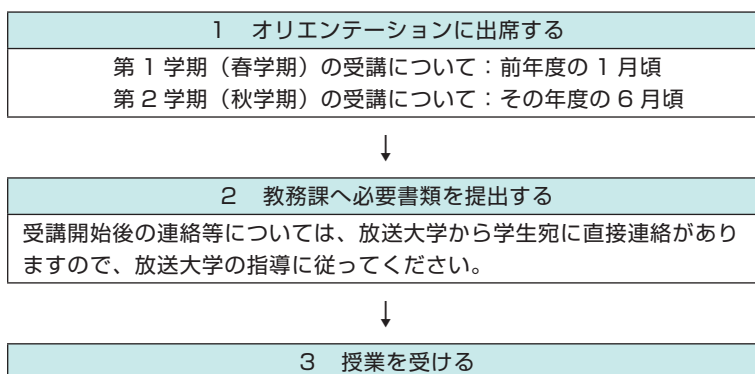 1 オリエンテーションに出席する
第1学期（春学期）の受講について：前年度の1月頃
第2学期（秋学期）の受講について：その年度の6月頃
↓
2 教務課へ必要書類を提出する
受講開始後の連絡等については、放送大学から学生宛に直接連絡があり
ますので、放送大学の指導に従ってください。
↓
3 授業を受ける